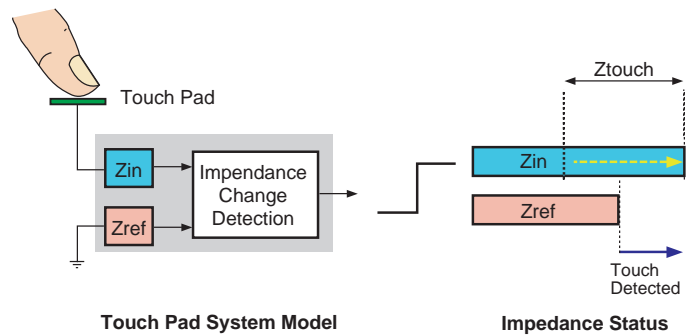 Touch Pad
Zin
Zref
Impendance
Change
Detection
Touch Pad System Model
Ztouch
Zin
Zref
Touch
Detected
Impedance Status